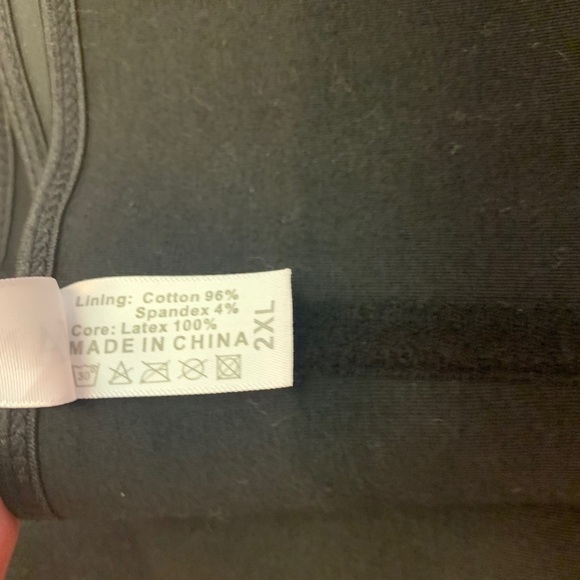 Lining: Cotton 96%
Spandex 4%
Core: Latex 100%
MADE IN CHINA
2XL
30°